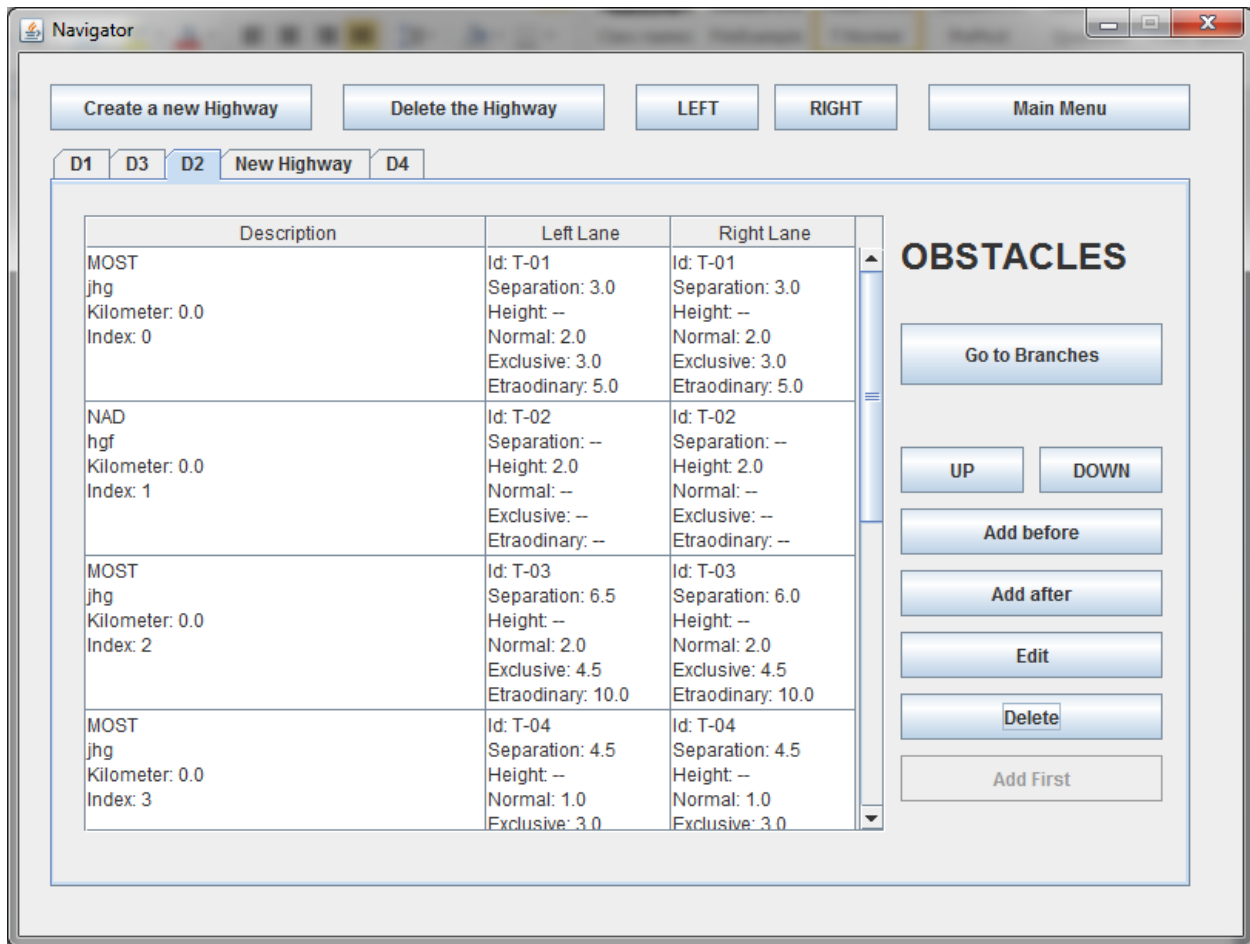 Navigator
Create a new Highway Delete the Highway LEFT RIGHT Main Menu
D1 D3 D2 New Highway D4
Description Left Lane Right Lane
MOST
jhg
Kilometer: 0.0
Index: 0
Id: T-01
Separation: 3.0
Height: --
Normal: 2.0
Exclusive: 3.0
Etraodinary: 5.0
Id: T-01
Separation: 3.0
Height: --
Normal: 2.0
Exclusive: 3.0
Etraodinary: 5.0
NAD
hgf
Kilometer: 0.0
Index: 1
Id: T-02
Separation: --
Height: 2.0
Normal: --
Exclusive: --
Etraodinary: --
Id: T-02
Separation: --
Height: 2.0
Normal: --
Exclusive: --
Etraodinary: --
MOST
jhg
Kilometer: 0.0
Index: 2
Id: T-03
Separation: 6.5
Height: --
Normal: 2.0
Exclusive: 4.5
Etraodinary: 10.0
Id: T-03
Separation: 6.0
Height: --
Normal: 2.0
Exclusive: 4.5
Etraodinary: 10.0
MOST
jhg
Kilometer: 0.0
Index: 3
Id: T-04
Separation: 4.5
Height: --
Normal: 1.0
Exclusive: 3.0
Id: T-04
Separation: 4.5
Height: --
Normal: 1.0
Exclusive: 3.0
OBSTACLES
Go to Branches
UP DOWN
Add before
Add after
Edit
Delete
Add First